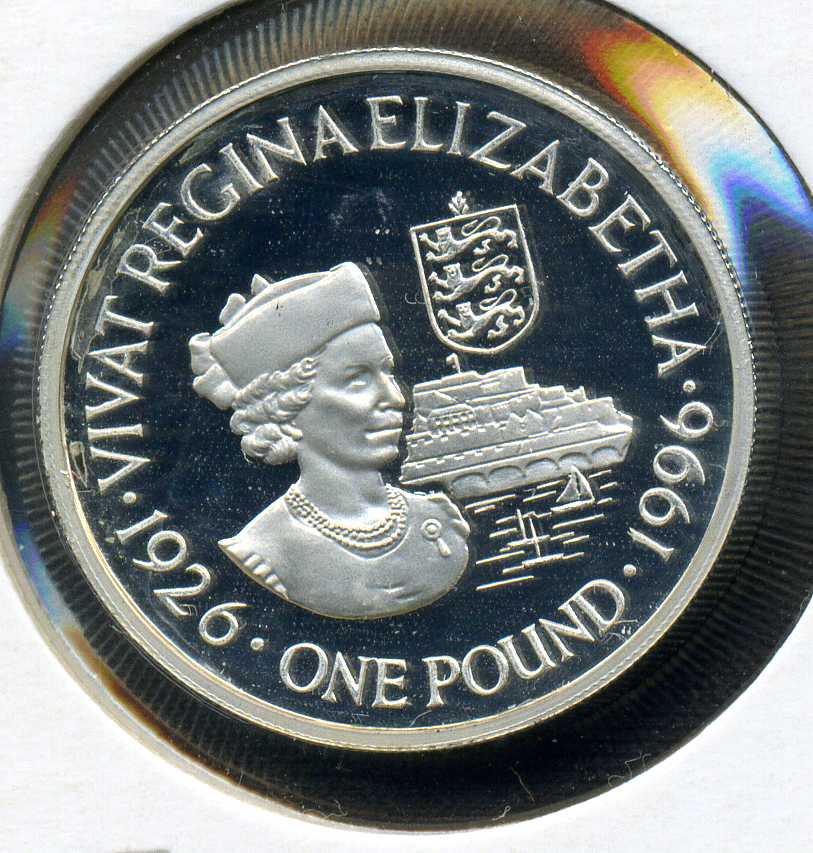 · VIVAT REGINA ELIZABETHA ·
1926 · ONE POUND · 1996